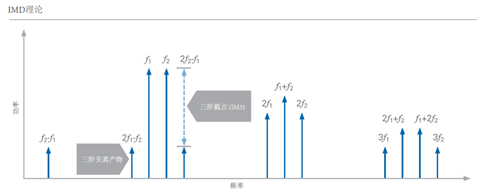 IMD理论
功率
f₂-f₁
三阶失真产物
2f₁-f₂
f₁
f₂
2f₂-f₁
三阶截点 (IM3)
2f₁
f₁+f₂
2f₂
3f₁
2f₁+f₂
f₁+2f₂
3f₂
频率